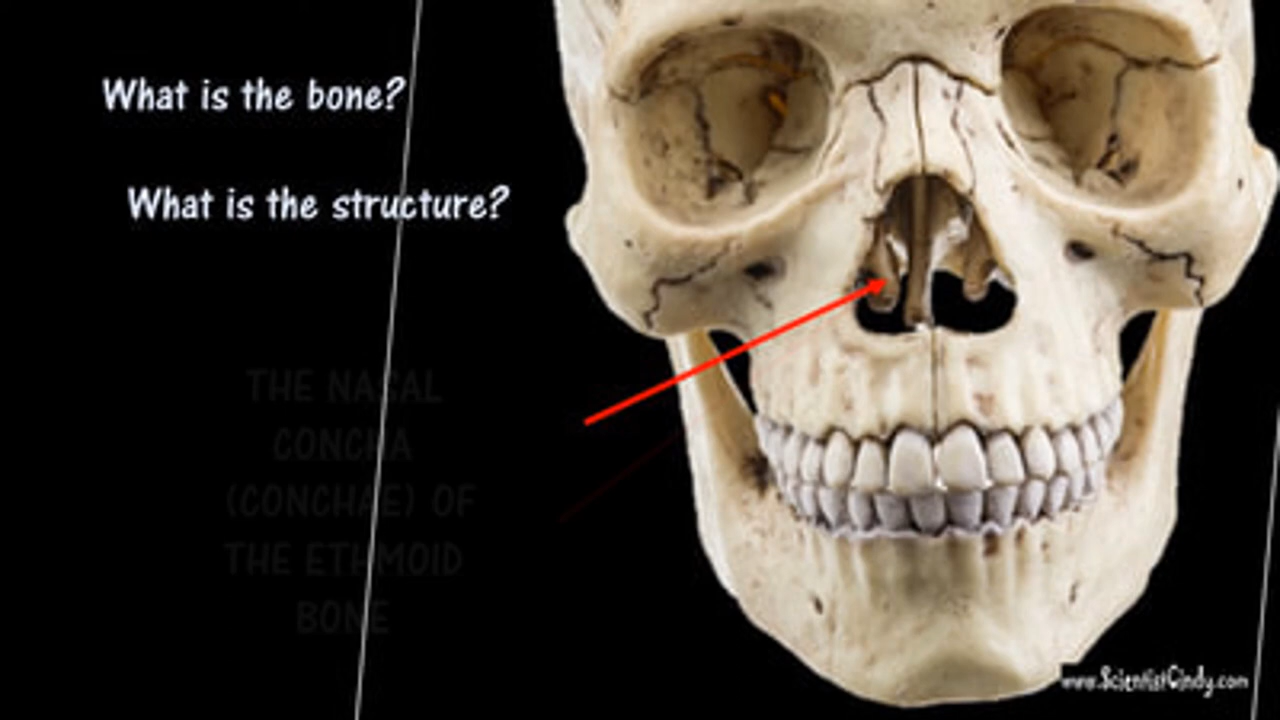 What is the bone?
What is the structure?
THE NASAL
CONCHA
(CONCHAE) OF
THE ETHMOID
BONE
www.ScientistCindy.com